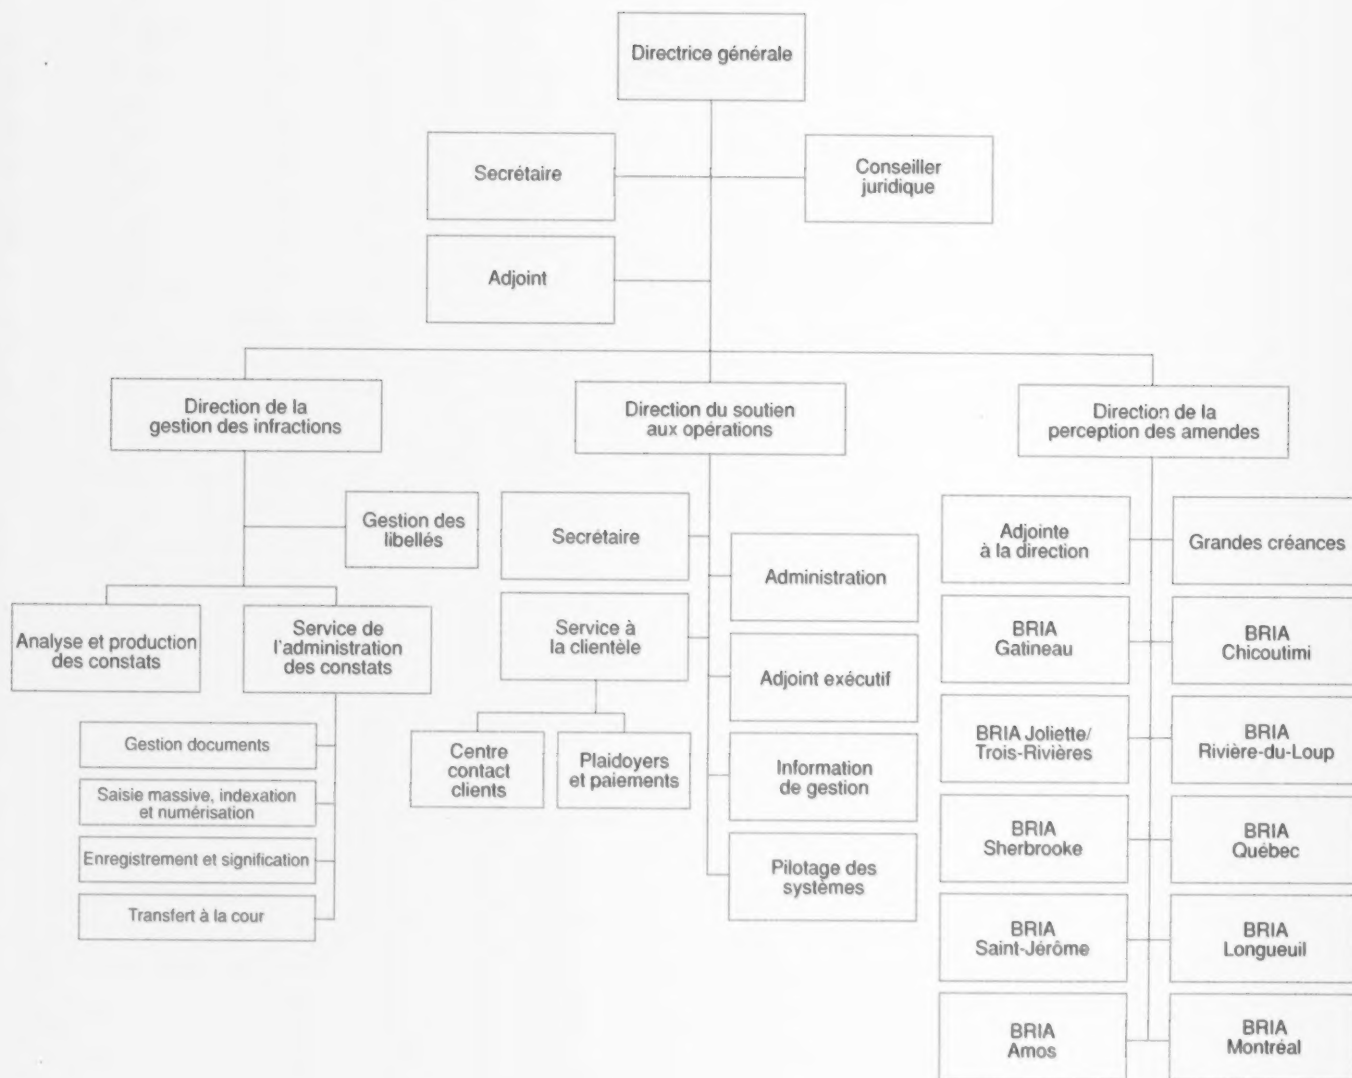 Directrice générale
Secrétaire
Conseiller
juridique
Adjoint
Direction de la
gestion des infractions
Direction du soutien
aux opérations
Direction de la
perception des amendes
Gestion des
libellés
Analyse et production
des constats
Service de
l'administration
des constats
Gestion documents
Saisie massive, indexation
et numérisation
Enregistrement et signification
Transfert à la cour
Secrétaire
Administration
Service à
la clientèle
Adjoint exécutif
Centre
contact
clients
Plaidoyers
et paiements
Information
de gestion
Pilotage des
systèmes
Adjointe
à la direction
Grandes créances
BRIA
Gatineau
BRIA
Chicoutimi
BRIA Joliette/
Trois-Rivières
BRIA
Rivière-du-Loup
BRIA
Sherbrooke
BRIA
Québec
BRIA
Saint-Jérôme
BRIA
Longueuil
BRIA
Amos
BRIA
Montréal